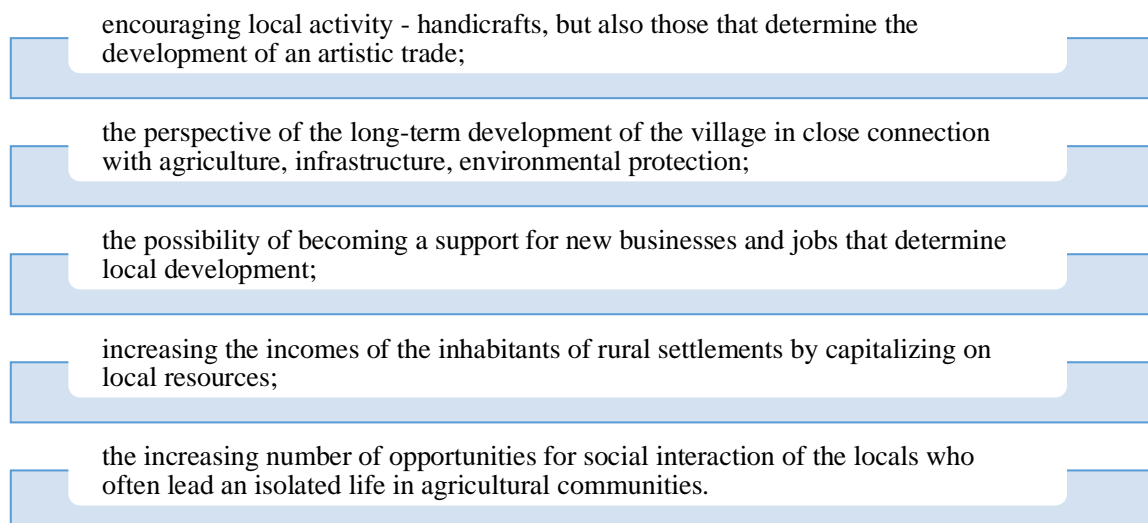 encouraging local activity - handicrafts, but also those that determine the
development of an artistic trade;
the perspective of the long-term development of the village in close connection
with agriculture, infrastructure, environmental protection;
the possibility of becoming a support for new businesses and jobs that determine
local development;
increasing the incomes of the inhabitants of rural settlements by capitalizing on
local resources;
the increasing number of opportunities for social interaction of the locals who
often lead an isolated life in agricultural communities.